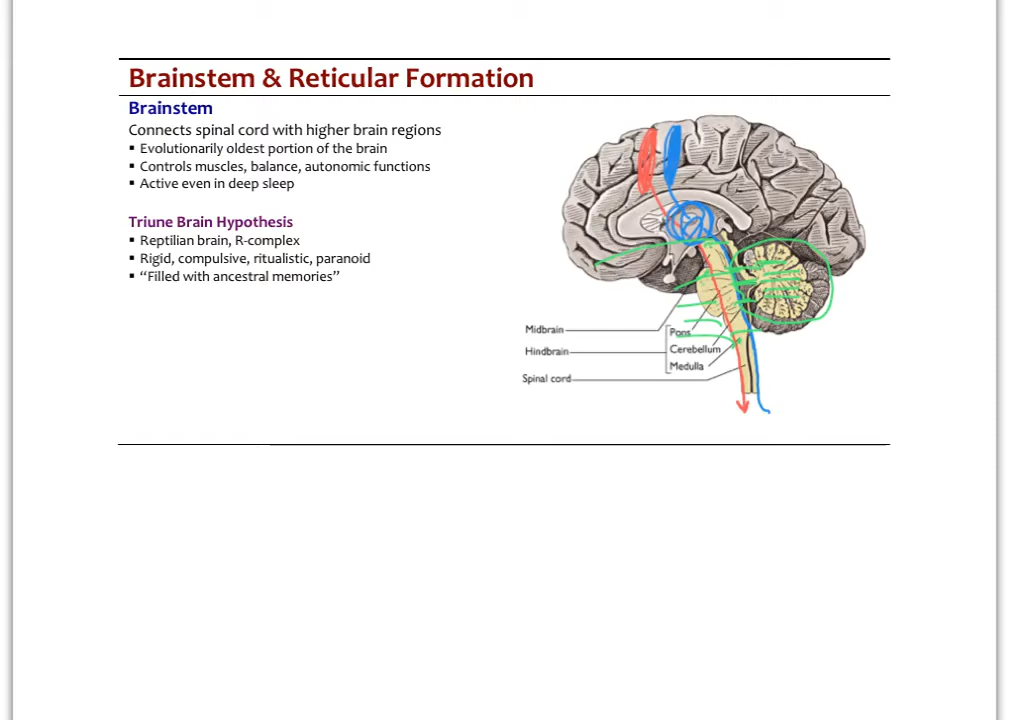 Brainstem & Reticular Formation
Brainstem
Connects spinal cord with higher brain regions
▪ Evolutionarily oldest portion of the brain
▪ Controls muscles, balance, autonomic functions
▪ Active even in deep sleep
Triune Brain Hypothesis
▪ Reptilian brain, R-complex
▪ Rigid, compulsive, ritualistic, paranoid
▪ “Filled with ancestral memories”
Midbrain
Pons
Hindbrain
Cerebellum
Medulla
Spinal cord